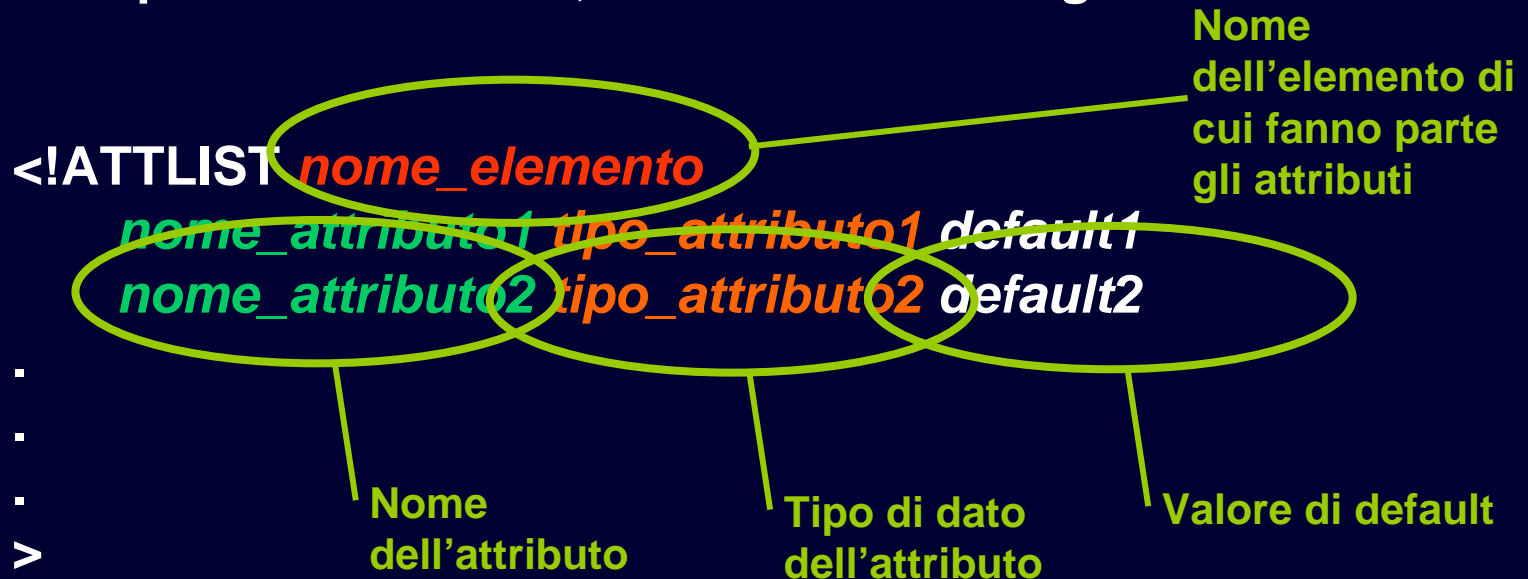 Nome
dell'elemento di
cui fanno parte
gli attributi
<!ATTLIST nome_elemento
nome_attributo1 tipo_attributo1 default1
nome_attributo2 tipo_attributo2 default2
.
.
.
>
Nome
dell'attributo
Tipo di dato
dell'attributo
Valore di default